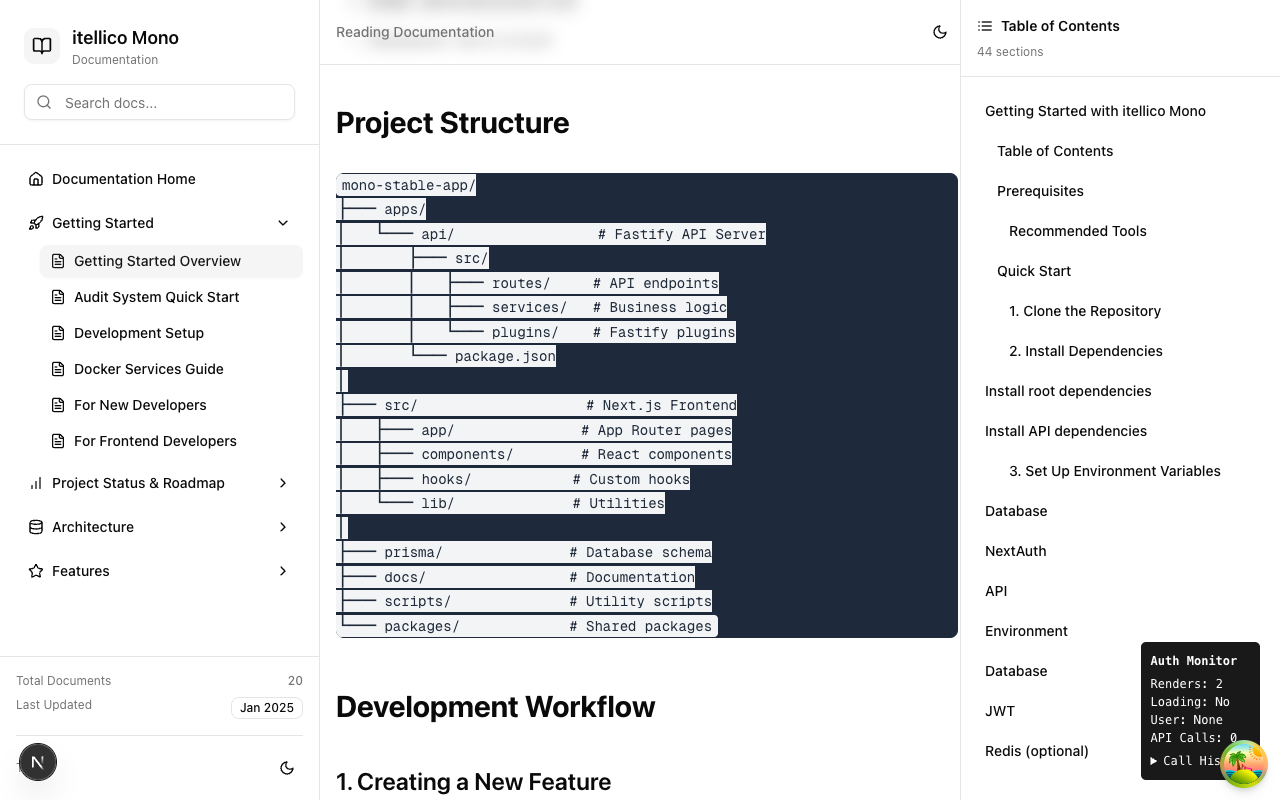 itellico Mono
Documentation
Search docs...
Documentation Home
Getting Started
Getting Started Overview
Audit System Quick Start
Development Setup
Docker Services Guide
For New Developers
For Frontend Developers
Project Status & Roadmap
Architecture
Features
Total Documents 20
Last Updated Jan 2025
N
Reading Documentation
Project Structure
mono-stable-app/
├── apps/
│   └── api/                 # Fastify API Server
│       ├── src/
│       │   ├── routes/     # API endpoints
│       │   ├── services/   # Business logic
│       │   └── plugins/    # Fastify plugins
│       └── package.json
│
├── src/                    # Next.js Frontend
│   ├── app/               # App Router pages
│   ├── components/        # React components
│   ├── hooks/            # Custom hooks
│   └── lib/              # Utilities
│
├── prisma/               # Database schema
├── docs/                 # Documentation
├── scripts/              # Utility scripts
└── packages/             # Shared packages
Development Workflow
1. Creating a New Feature
Table of Contents
44 sections
Getting Started with itellico Mono
Table of Contents
Prerequisites
Recommended Tools
Quick Start
1. Clone the Repository
2. Install Dependencies
Install root dependencies
Install API dependencies
3. Set Up Environment Variables
Database
NextAuth
API
Environment
Database
JWT
Redis (optional)
Auth Monitor
Renders: 2
Loading: No
User: None
API Calls: 0
▶ Call His